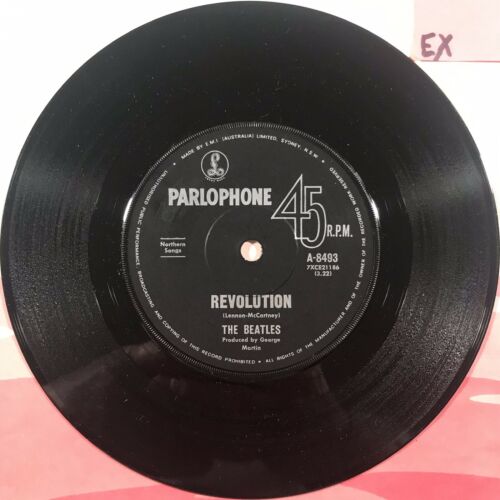 EX
MADE BY E.M.I. (AUSTRALIA) LIMITED, SYDNEY, N.S.W. • ALL RIGHTS OF THE MANUFACTURER AND OF THE OWNER OF THE RECORDED WORK RESERVED •
UNAUTHORISED PUBLIC PERFORMANCE BROADCASTING AND COPYING OF THIS RECORD PROHIBITED •
PARLOPHONE
45 R.P.M.
Northern
Songs
A-8493
7XCE21186
(3.22)
REVOLUTION
(Lennon-McCartney)
THE BEATLES
Produced by George
Martin